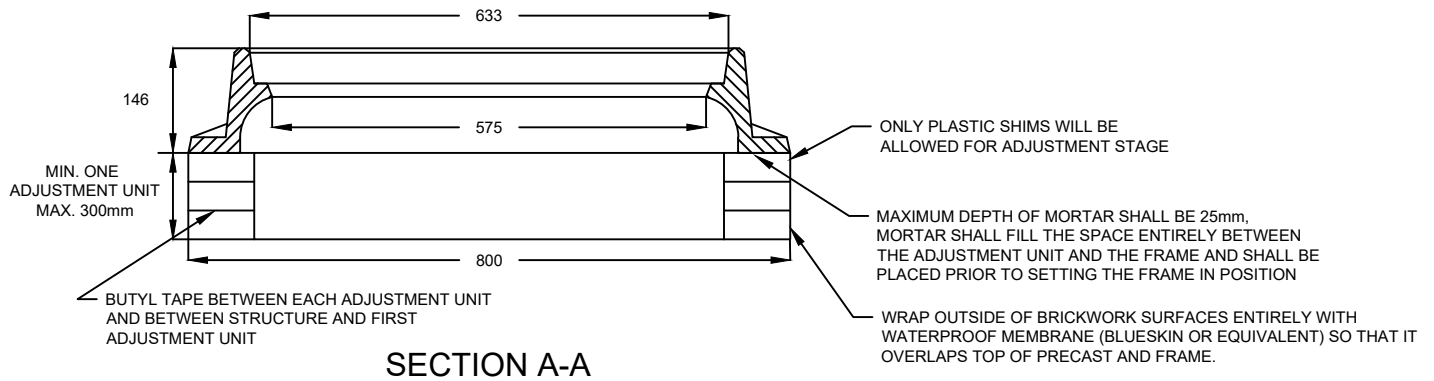 633
146
575
ONLY PLASTIC SHIMS WILL BE
ALLOWED FOR ADJUSTMENT STAGE
MIN. ONE
ADJUSTMENT UNIT
MAX. 300mm
MAXIMUM DEPTH OF MORTAR SHALL BE 25mm,
MORTAR SHALL FILL THE SPACE ENTIRELY BETWEEN
THE ADJUSTMENT UNIT AND THE FRAME AND SHALL BE
PLACED PRIOR TO SETTING THE FRAME IN POSITION
800
BUTYL TAPE BETWEEN EACH ADJUSTMENT UNIT
AND BETWEEN STRUCTURE AND FIRST
ADJUSTMENT UNIT
WRAP OUTSIDE OF BRICKWORK SURFACES ENTIRELY WITH
WATERPROOF MEMBRANE (BLUESKIN OR EQUIVALENT) SO THAT IT
OVERLAPS TOP OF PRECAST AND FRAME.
SECTION A-A